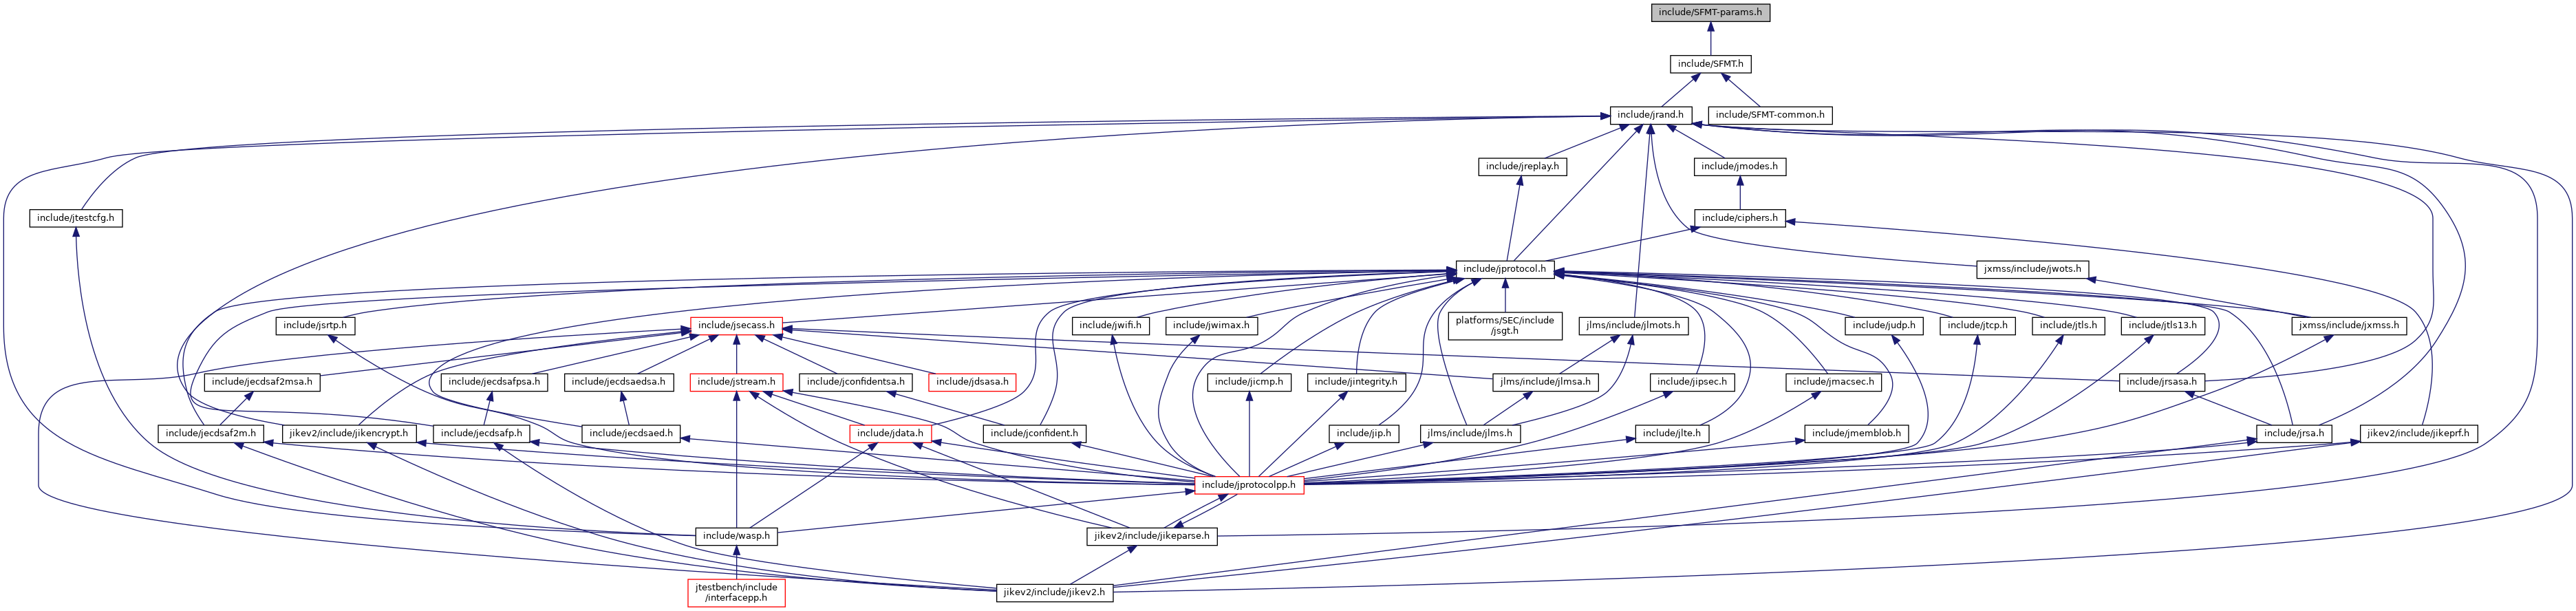 include/SFMT-params.h
include/SFMT.h
include/jrand.h
include/SFMT-common.h
include/jreplay.h
include/jmodes.h
include/jtestcfg.h
include/ciphers.h
include/jprotocol.h
jxmss/include/jwots.h
include/jsrtp.h
include/jsecass.h
include/jwifi.h
include/jwimax.h
platforms/SEC/include
/jsgt.h
jlms/include/jlmots.h
include/judp.h
include/jtcp.h
include/jtls.h
include/jtls13.h
jxmss/include/jxmss.h
include/jecdsaf2msa.h
include/jecdsafpsa.h
include/jecdsaedsa.h
include/jstream.h
include/jconfidentsa.h
include/jdsasa.h
include/jicmp.h
include/jintegrity.h
jlms/include/jlmsa.h
include/jipsec.h
include/jmacsec.h
include/jrsasa.h
include/jecdsaf2m.h
jikev2/include/jikencrypt.h
include/jecdsafp.h
include/jecdsaed.h
include/jdata.h
include/jconfident.h
include/jip.h
jlms/include/jlms.h
include/jlte.h
include/jmemblob.h
include/jrsa.h
jikev2/include/jikeprf.h
include/jprotocolpp.h
include/wasp.h
jikev2/include/jikeparse.h
jtestbench/include
/interfacepp.h
jikev2/include/jikev2.h